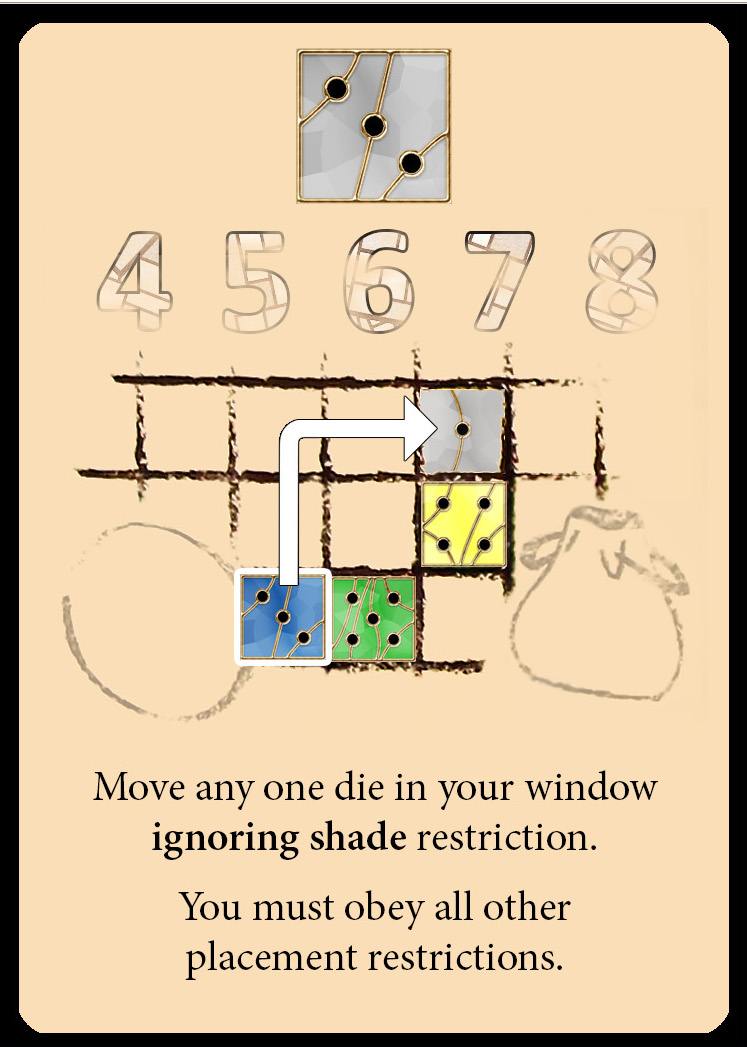 4 5 6 7 8
Move any one die in your window
ignoring shade restriction.
You must obey all other
placement restrictions.